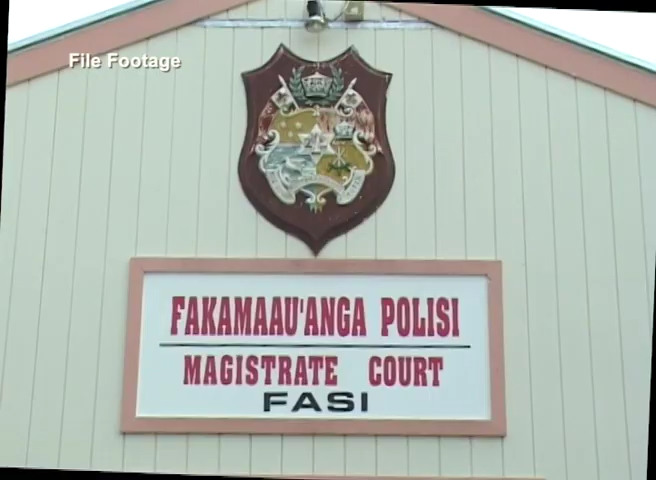 File Footage
FAKAMAAU'ANGA POLISI
MAGISTRATE COURT
FASI